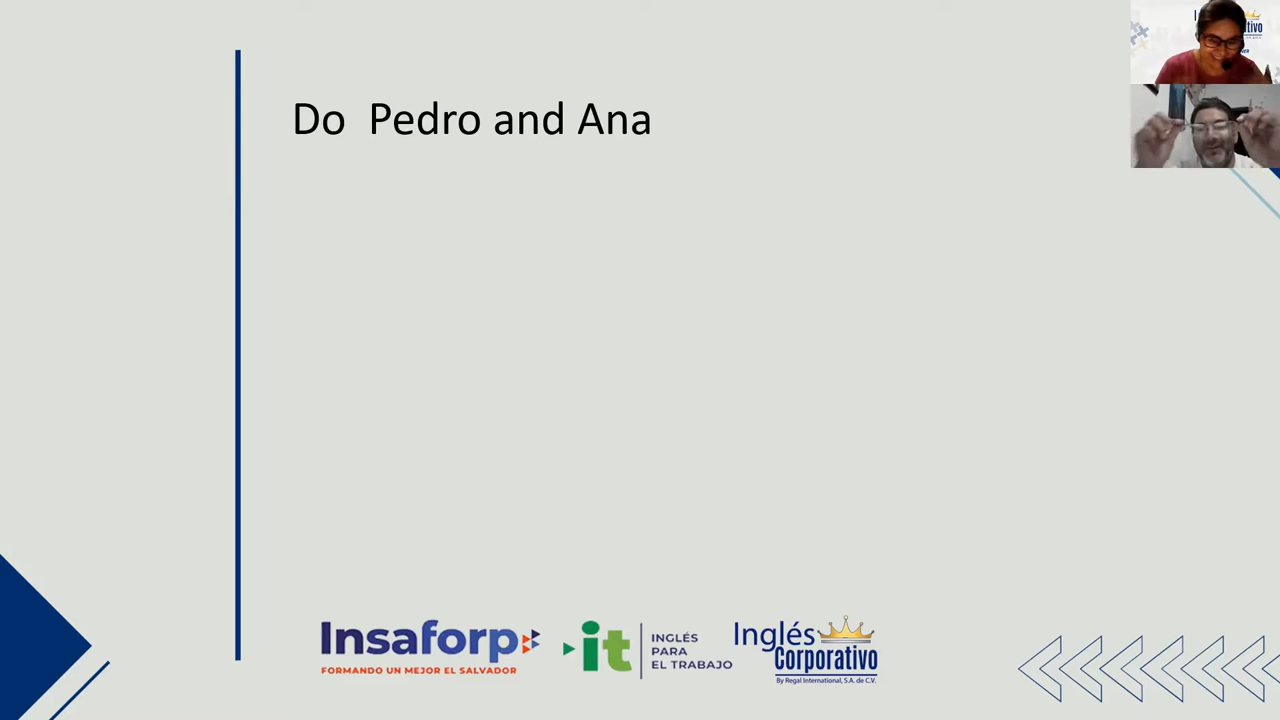 Do  Pedro and Ana
Insaforp
FORMANDO UN MEJOR EL SALVADOR
it
INGLÉS
PARA
EL TRABAJO
Inglés
Corporativo
By Regal International, S.A. de C.V.